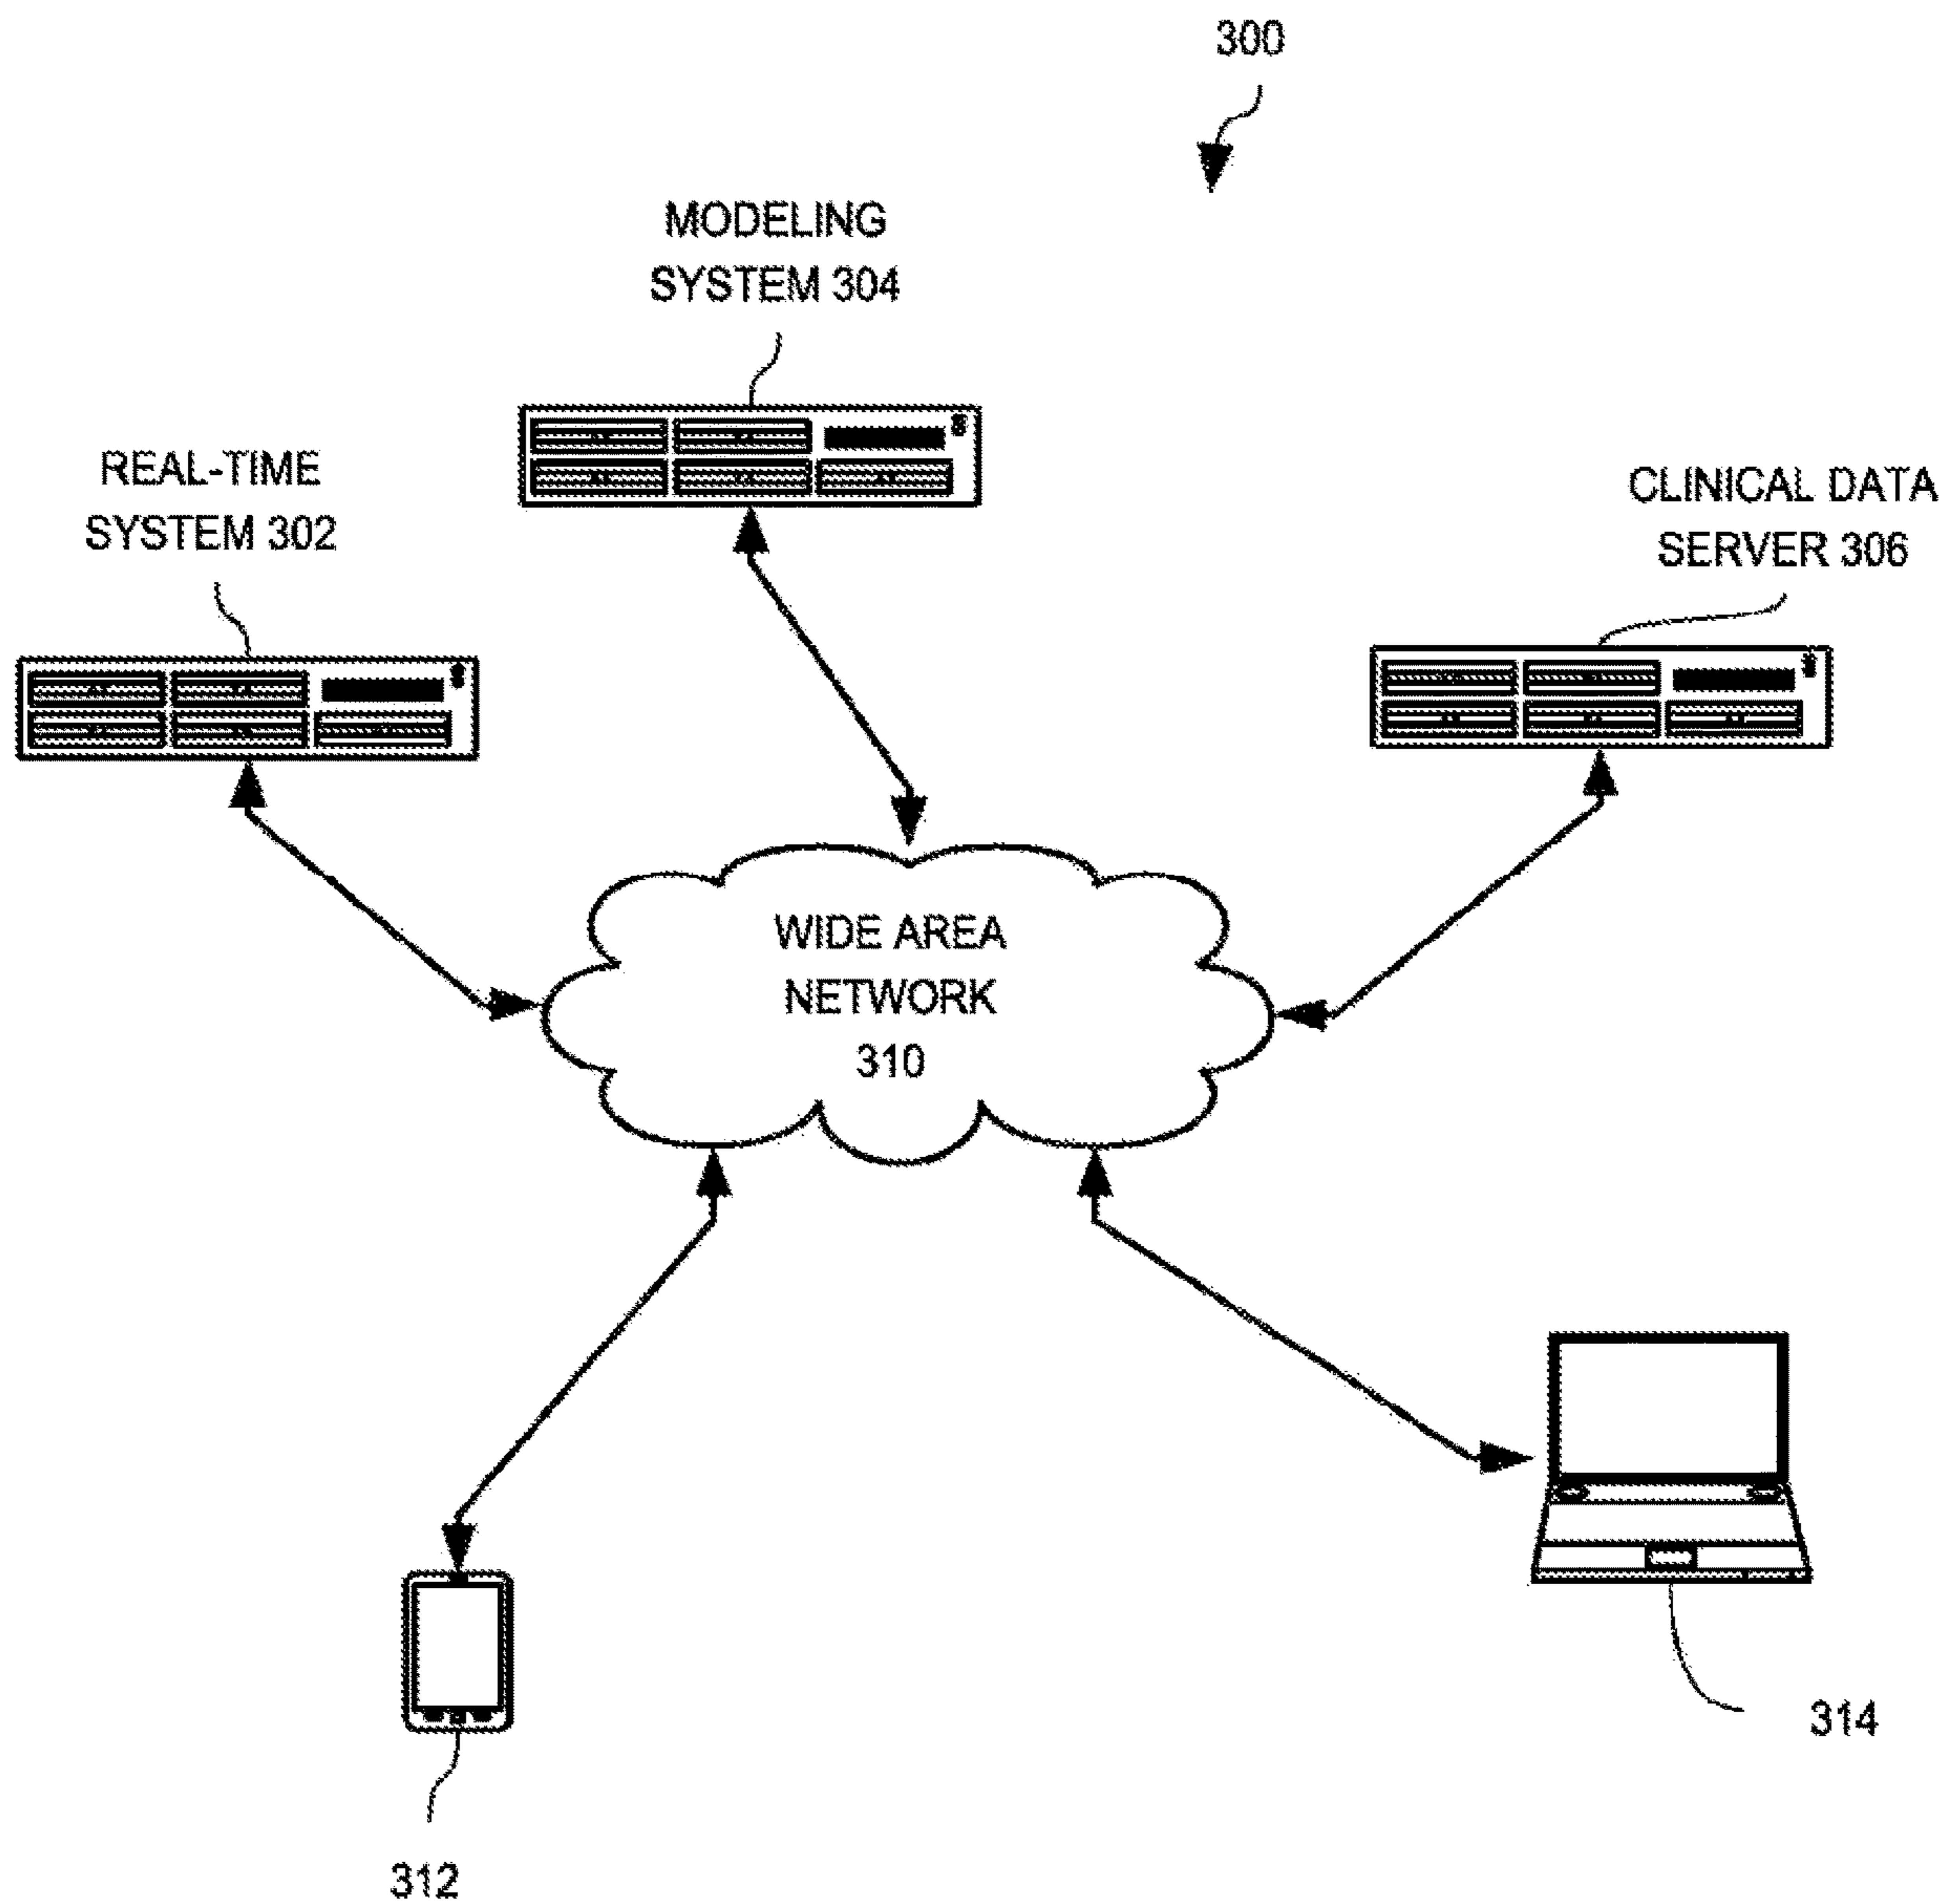 300
MODELING
SYSTEM 304
REAL-TIME
SYSTEM 302
CLINICAL DATA
SERVER 306
WIDE AREA
NETWORK
310
314
312